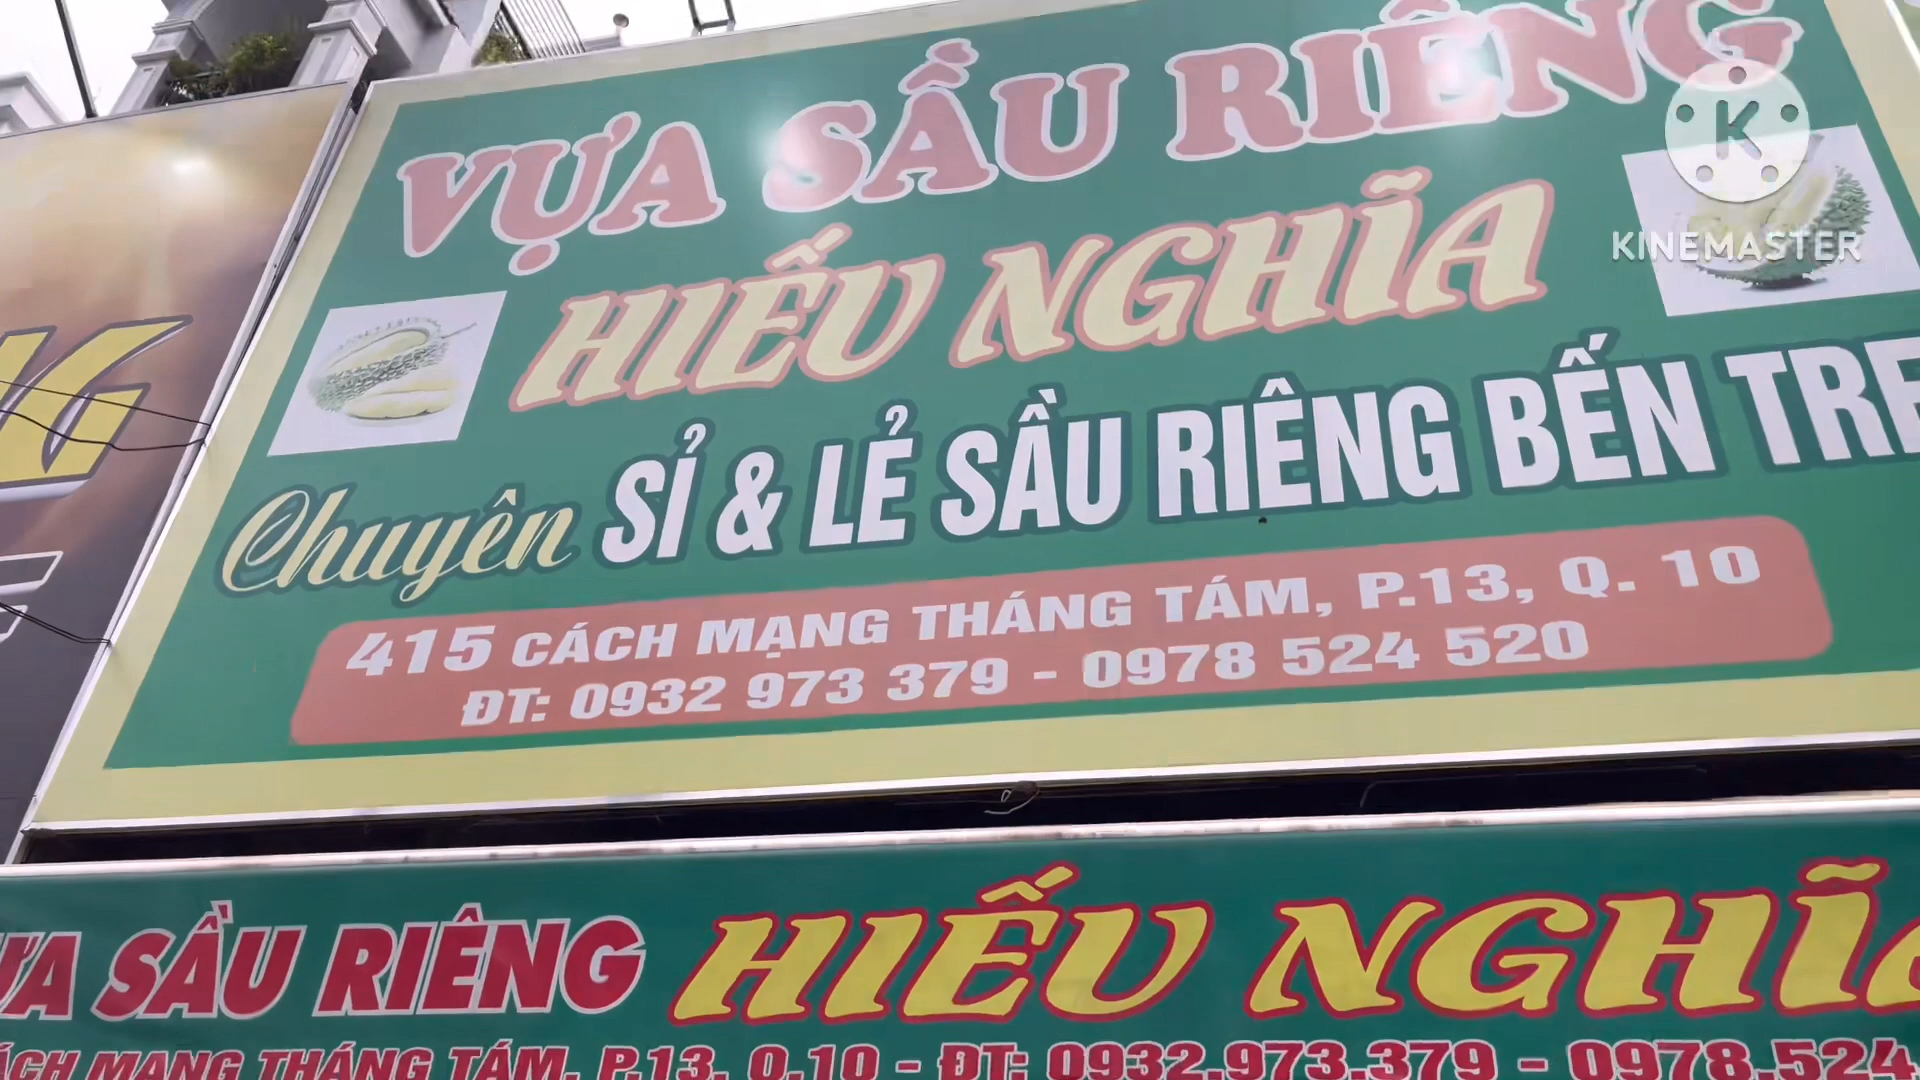 VỰA SẦU RIÊNG
HIẾU NGHĨA
Chuyên SỈ & LẺ SẦU RIÊNG BẾN TRE
415 CÁCH MẠNG THÁNG TÁM, P.13, Q. 10
ĐT: 0932 973 379 - 0978 524 520
K
KINEMASTER
SẦU RIÊNG HIẾU NGHĨA
MẠNG THÁNG TÁM, P.13, Q.10 - ĐT: 0932.973.379 - 0978.524